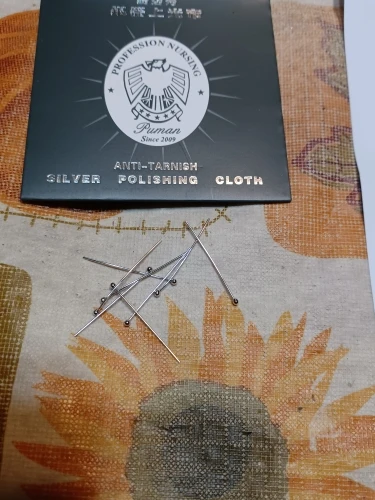 PROFESSION NURSING
Puman
Since 2009
ANTI-TARNISH
SILVER POLISHING CLOTH